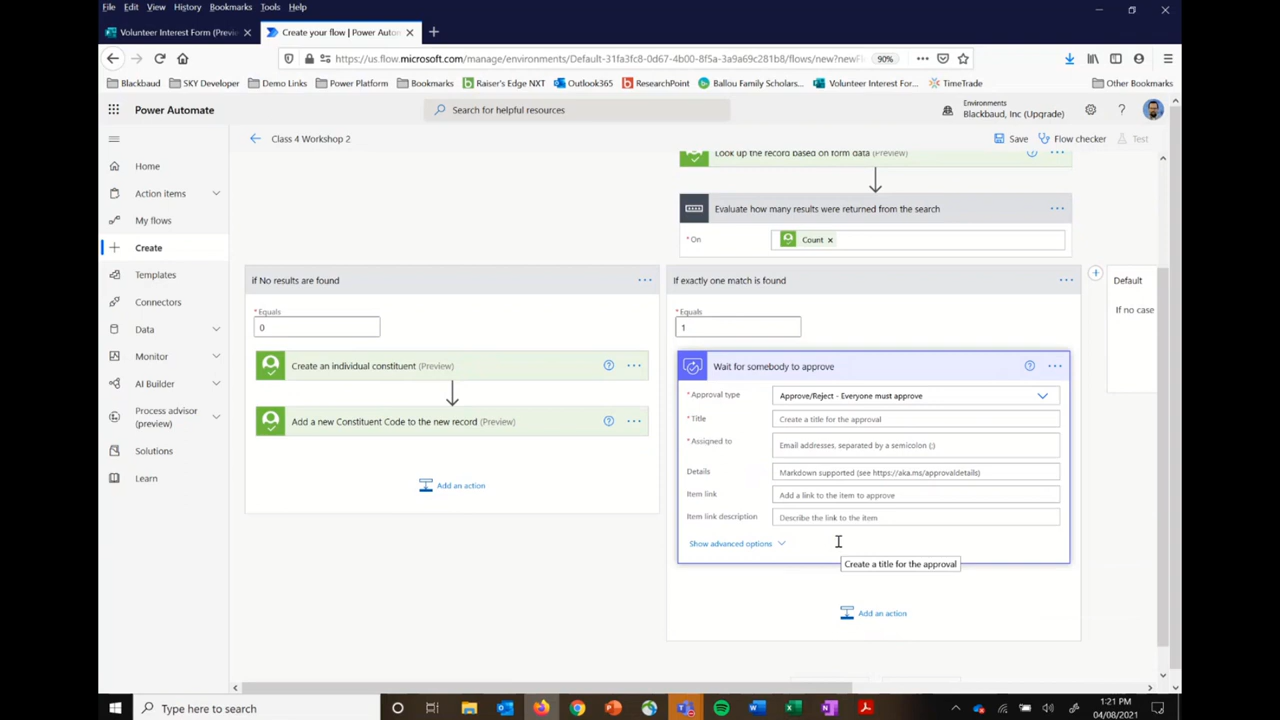 File Edit View History Bookmarks Tools Help
Volunteer Interest Form (Previe
Create your flow | Power Autom
https://us.flow.microsoft.com/manage/environments/Default-31fa3fc8-0d67-4b00-8f5a-3a9a69c281b8/flows/new?newFl
90%
Blackbaud SKY Developer Demo Links Power Platform Bookmarks Raiser's Edge NXT Outlook365 ResearchPoint Ballou Family Scholars... Volunteer Interest For... TimeTrade Other Bookmarks
Power Automate
Search for helpful resources
Environments
Blackbaud, Inc (Upgrade)
Class 4 Workshop 2
Save Flow checker Test
Home
Action items
My flows
Create
Templates
Connectors
Data
Monitor
AI Builder
Process advisor
(preview)
Solutions
Learn
Look up the record based on form data (Preview)
Evaluate how many results were returned from the search
* On
Count x
if No results are found
* Equals
0
Create an individual constituent (Preview)
Add a new Constituent Code to the new record (Preview)
Add an action
If exactly one match is found
* Equals
1
Wait for somebody to approve
* Approval type
Approve/Reject - Everyone must approve
* Title
Create a title for the approval
* Assigned to
Email addresses, separated by a semicolon (;)
Details
Markdown supported (see https://aka.ms/approvaldetails)
Item link
Add a link to the item to approve
Item link description
Describe the link to the item
Show advanced options
Create a title for the approval
Add an action
Default
If no case
Type here to search
1:21 PM
04/08/2021